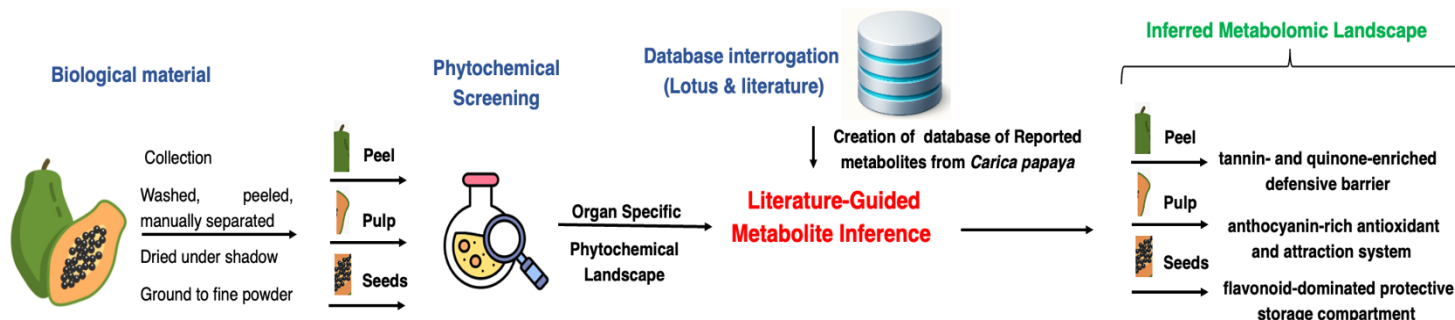 Biological material
Collection
Washed, peeled,
manually separated
Dried under shadow
Ground to fine powder
Peel
Pulp
Seeds
Phytochemical
Screening
Organ Specific
Phytochemical
Landscape
Database interrogation
(Lotus & literature)
Creation of database of Reported
metabolites from Carica papaya
Literature-Guided
Metabolite Inference
Inferred Metabolomic Landscape
Peel
tannin- and quinone-enriched
defensive barrier
Pulp
anthocyanin-rich antioxidant
and attraction system
Seeds
flavonoid-dominated protective
storage compartment